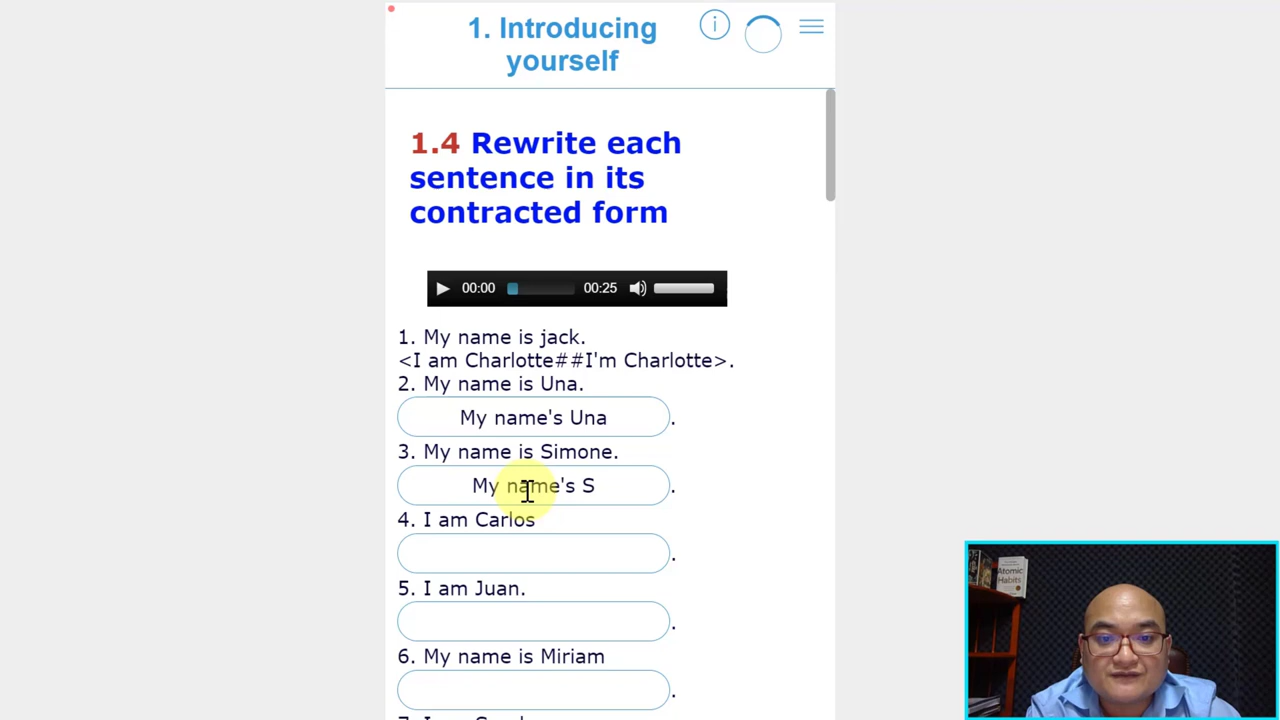 1. Introducing
yourself
1.4 Rewrite each
sentence in its
contracted form
00:00
00:25
1. My name is jack.
<I am Charlotte##I'm Charlotte>.
2. My name is Una.
My name's Una
.
3. My name is Simone.
My name's S
.
4. I am Carlos
.
5. I am Juan.
.
6. My name is Miriam
.
Atomic
Habits